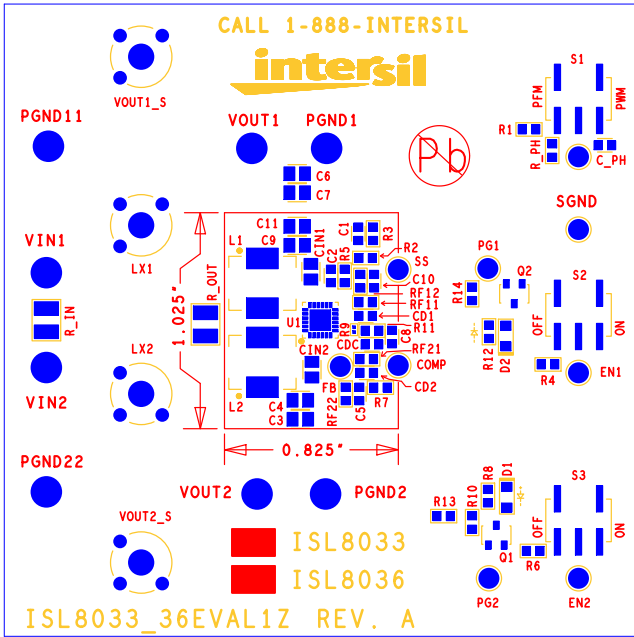 CALL 1-888-INTERSIL
intersil
VOUT1_S
PGND11
VOUT1
PGND1
Pb
S1
PFM
PWM
R1
R_PH
C_PH
C6
C7
SGND
VIN1
LX1
C11
C9
L1
CIN1
C1
R3
R2
R5
C2
SS
C10
RF12
RF11
CD1
R11
PG1
Q2
R14
S2
OFF
ON
R_IN
R_OUT
1.025"
U1
R9
CDC
C8
RF21
COMP
CD2
R12
D2
R4
EN1
VIN2
LX2
CIN2
FB
L2
C4
C3
RF22
C5
R7
0.825"
PGND22
VOUT2
PGND2
VOUT2_S
R13
R10
R8
D1
S3
OFF
ON
Q1
R6
PG2
EN2
ISL8033
ISL8036
ISL8033_36EVAL1Z REV. A